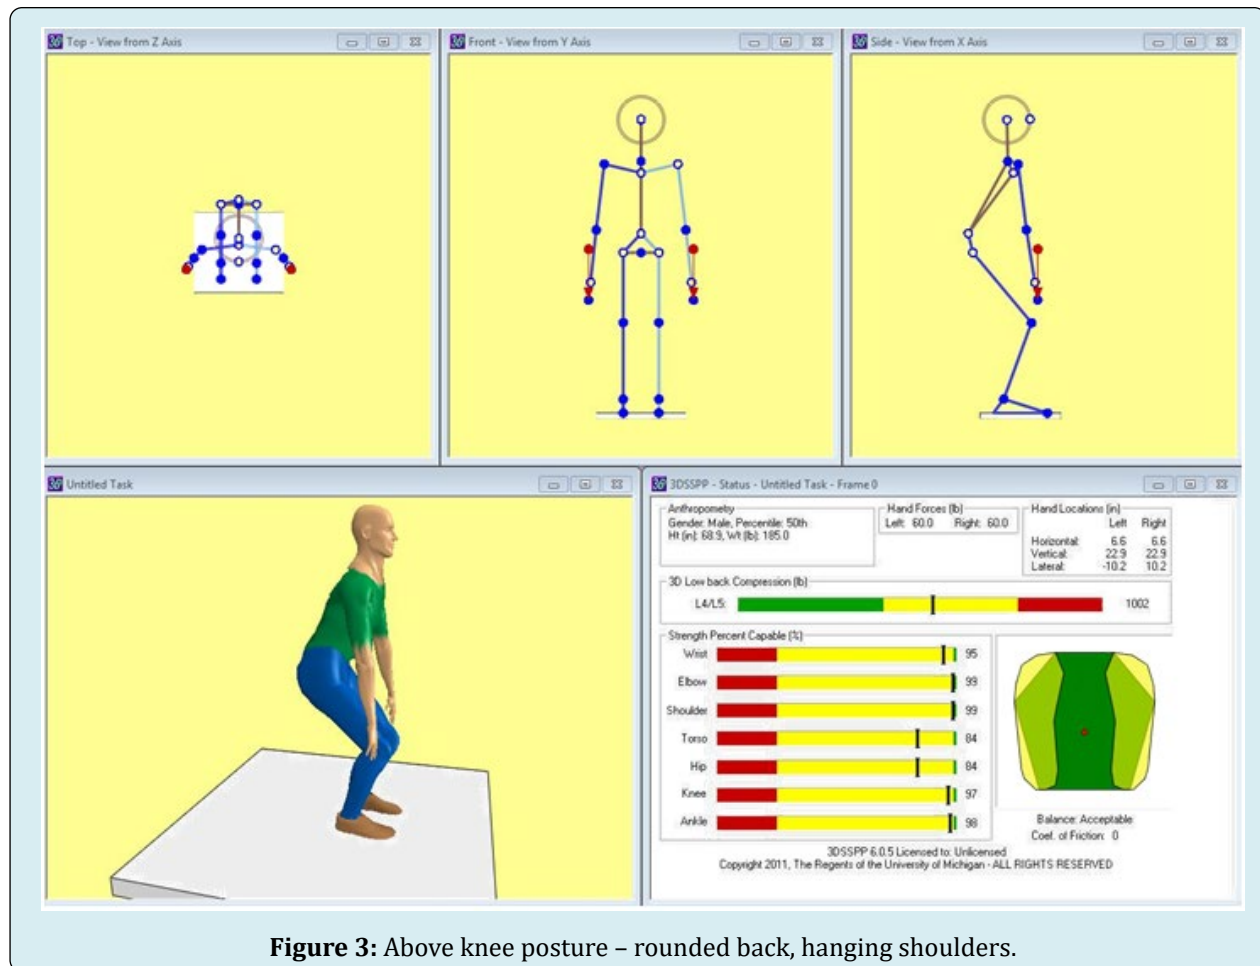 Top - View from Z Axis
Front - View from Y Axis
Side - View from X Axis
Untitled Task
3DSSPP - Status - Untitled Task - Frame 0
Anthropometry
Gender: Male, Percentile: 50th
Ht (in): 68.9, Wt (lb): 185.0
Hand Forces (lb)
Left: 60.0 Right: 60.0
Hand Locations (in)
Left Right
Horizontal: 6.6 6.6
Vertical: 22.9 22.9
Lateral: -10.2 10.2
3D Low back Compression (lb)
L4/L5: 1002
Strength Percent Capable (%)
Wrist 95
Elbow 99
Shoulder 99
Torso 84
Hip 84
Knee 97
Ankle 98
Balance: Acceptable
Coef. of Friction: 0
3DSSPP 6.0.5 Licensed to: Unlicensed
Copyright 2011, The Regents of the University of Michigan - ALL RIGHTS RESERVED
Figure 3: Above knee posture – rounded back, hanging shoulders.